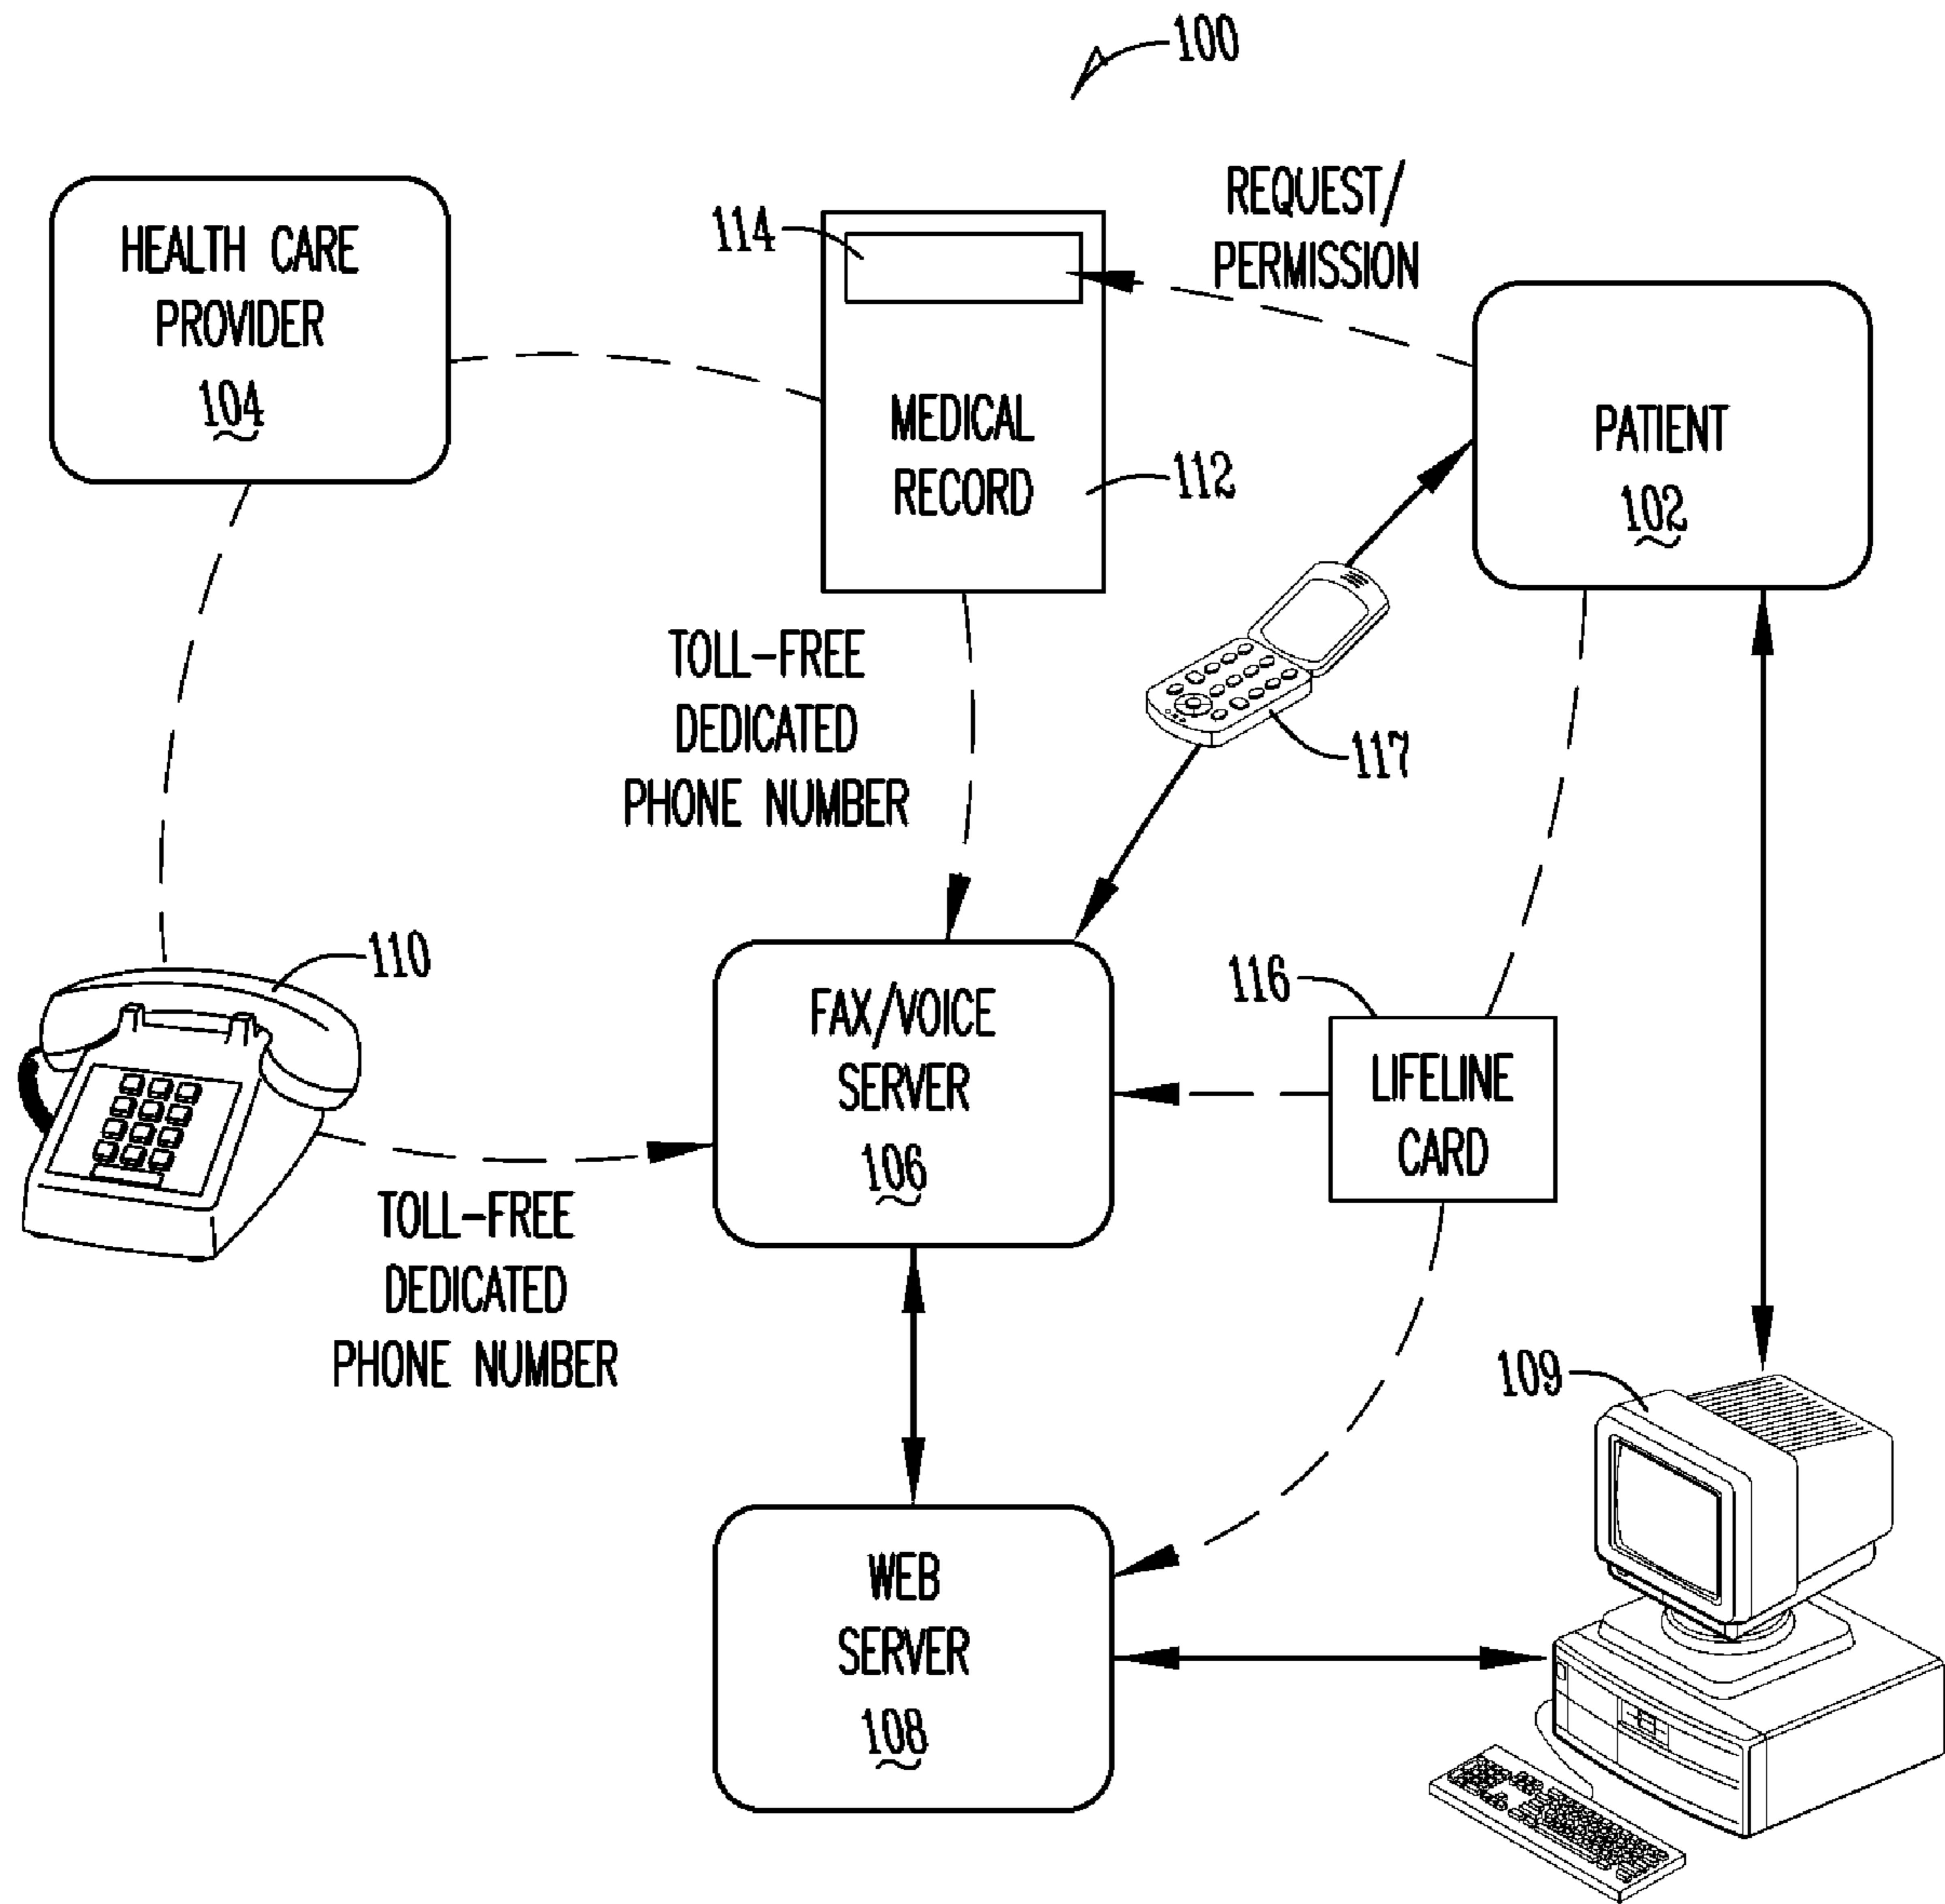 100
HEALTH CARE
PROVIDER
104
114
MEDICAL
RECORD
112
REQUEST/
PERMISSION
PATIENT
102
TOLL-FREE
DEDICATED
PHONE NUMBER
117
110
TOLL-FREE
DEDICATED
PHONE NUMBER
FAX/VOICE
SERVER
106
116
LIFELINE
CARD
109
WEB
SERVER
108